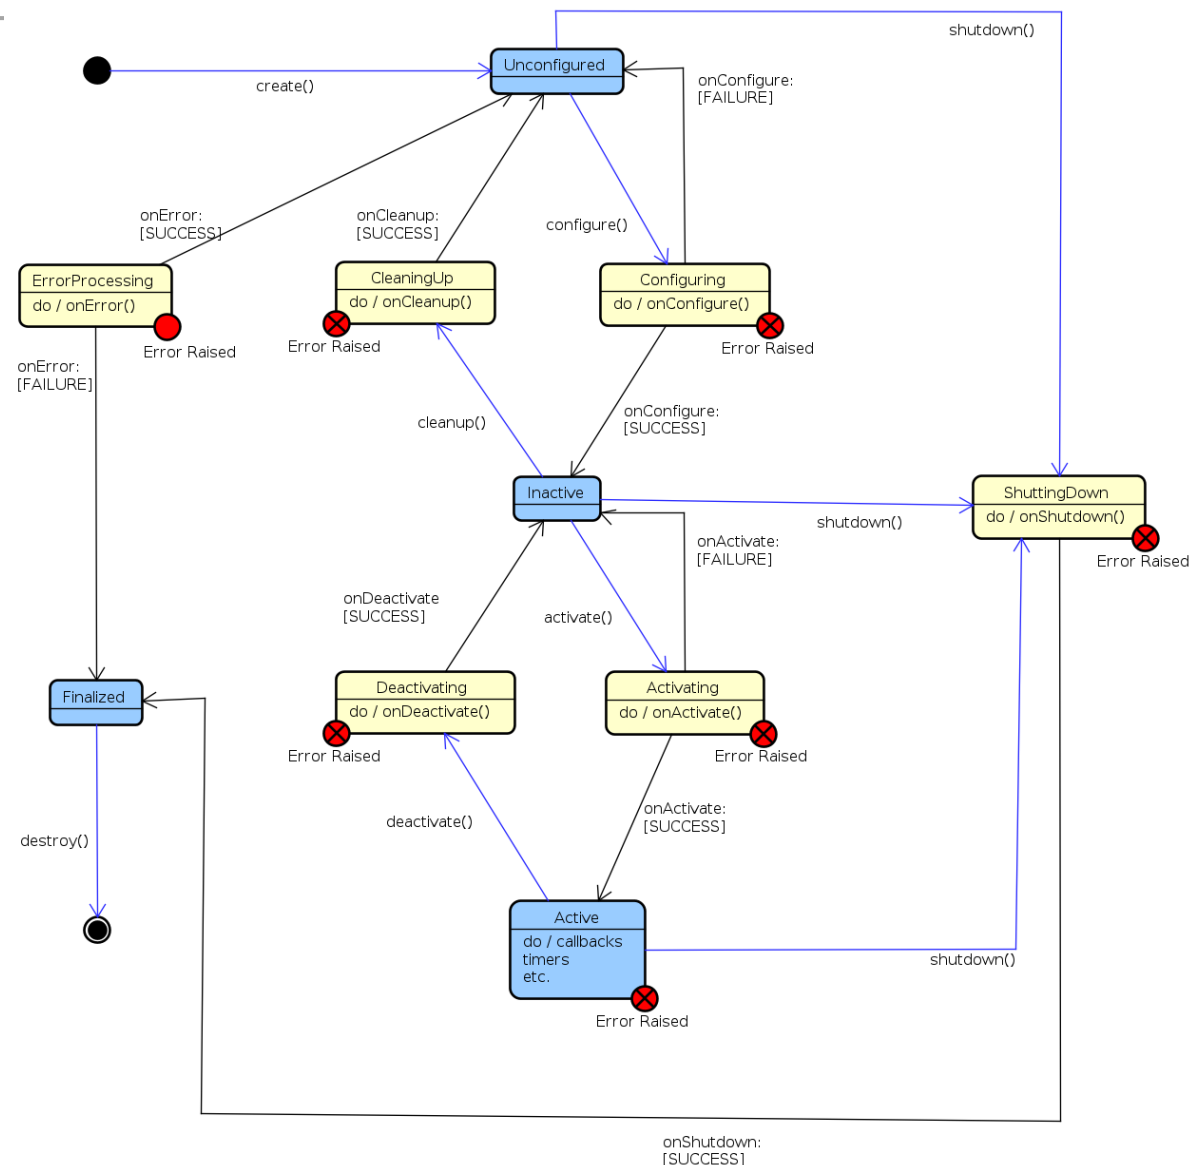 shutdown()
Unconfigured
create()
onConfigure:
[FAILURE]
onError:
[SUCCESS]
onCleanup:
[SUCCESS]
configure()
ErrorProcessing
do / onError()
Error Raised
CleaningUp
do / onCleanup()
Error Raised
Configuring
do / onConfigure()
Error Raised
onError:
[FAILURE]
cleanup()
onConfigure:
[SUCCESS]
Inactive
shutdown()
ShuttingDown
do / onShutdown()
Error Raised
onActivate:
[FAILURE]
onDeactivate
[SUCCESS]
activate()
Finalized
Deactivating
do / onDeactivate()
Error Raised
Activating
do / onActivate()
Error Raised
onActivate:
[SUCCESS]
deactivate()
destroy()
Active
do / callbacks
timers
etc.
Error Raised
shutdown()
onShutdown:
[SUCCESS]